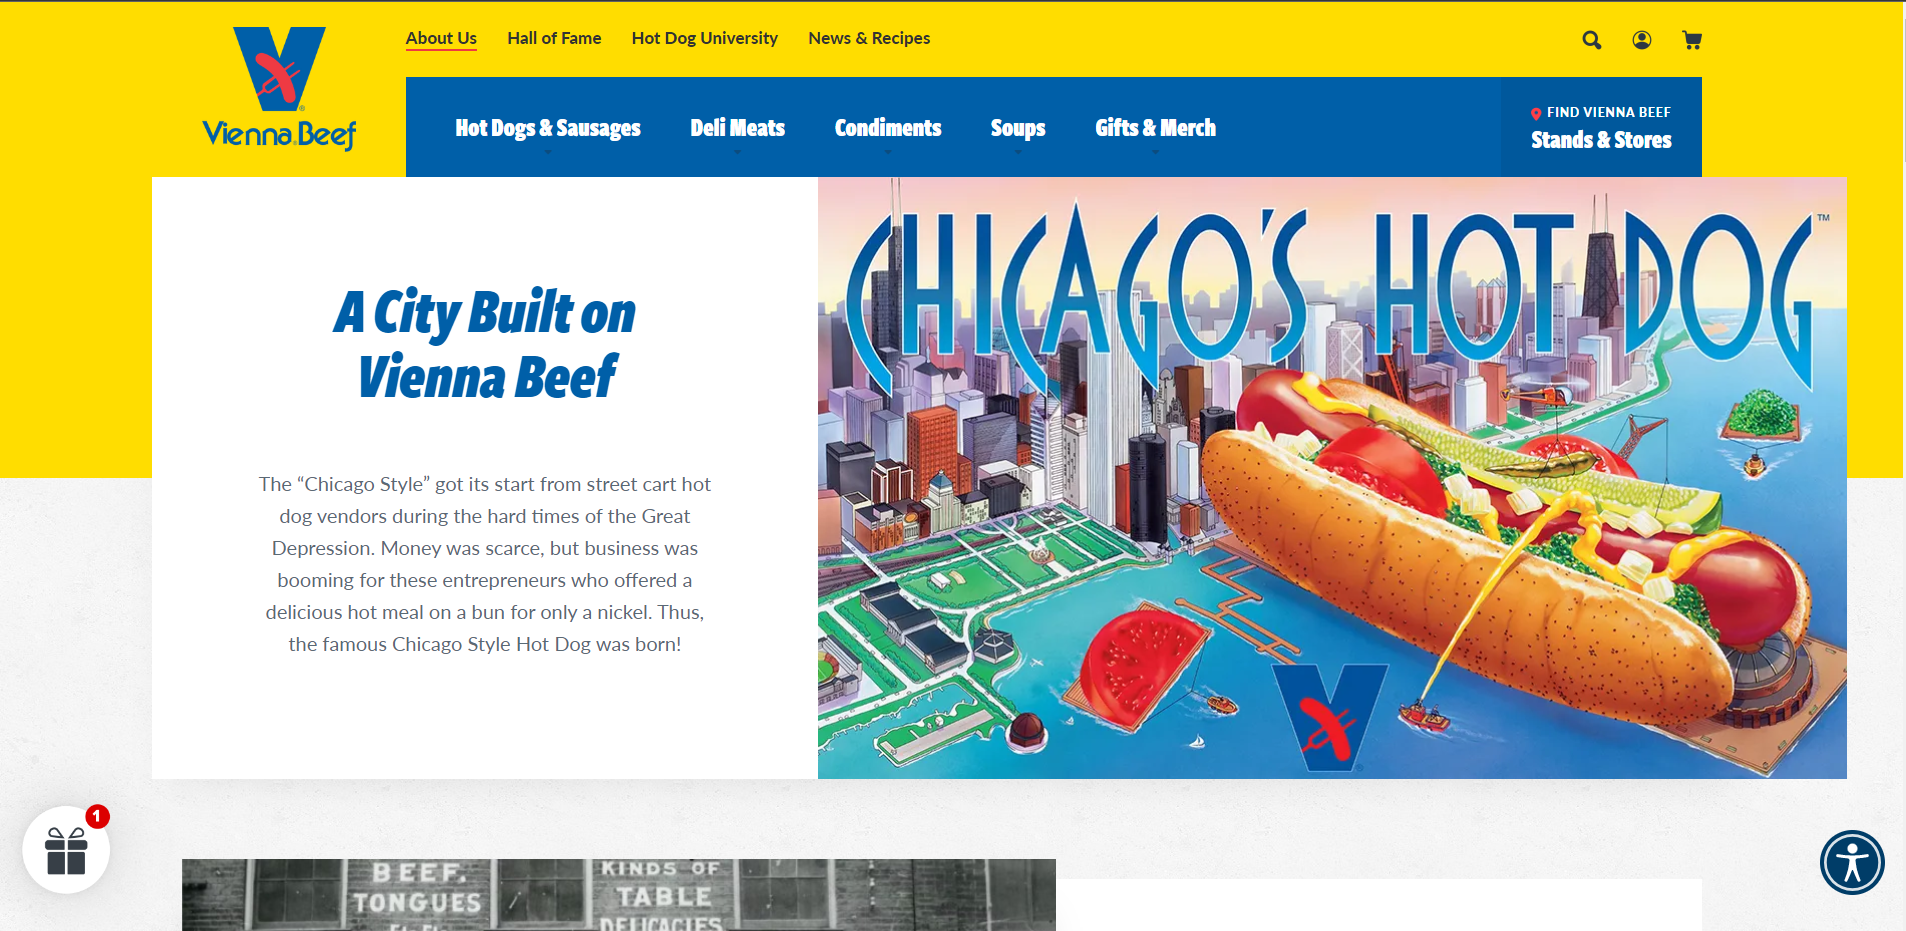 About Us
Hall of Fame
Hot Dog University
News & Recipes
Vienna Beef
®
Hot Dogs & Sausages
Deli Meats
Condiments
Soups
Gifts & Merch
FIND VIENNA BEEF
Stands & Stores
A City Built on
Vienna Beef
The “Chicago Style” got its start from street cart hot
dog vendors during the hard times of the Great
Depression. Money was scarce, but business was
booming for these entrepreneurs who offered a
delicious hot meal on a bun for only a nickel. Thus,
the famous Chicago Style Hot Dog was born!
CHICAGO'S HOT DOG ™
1
BEEF.
TONGUES
KINDS OF
TABLE
DELICACIES